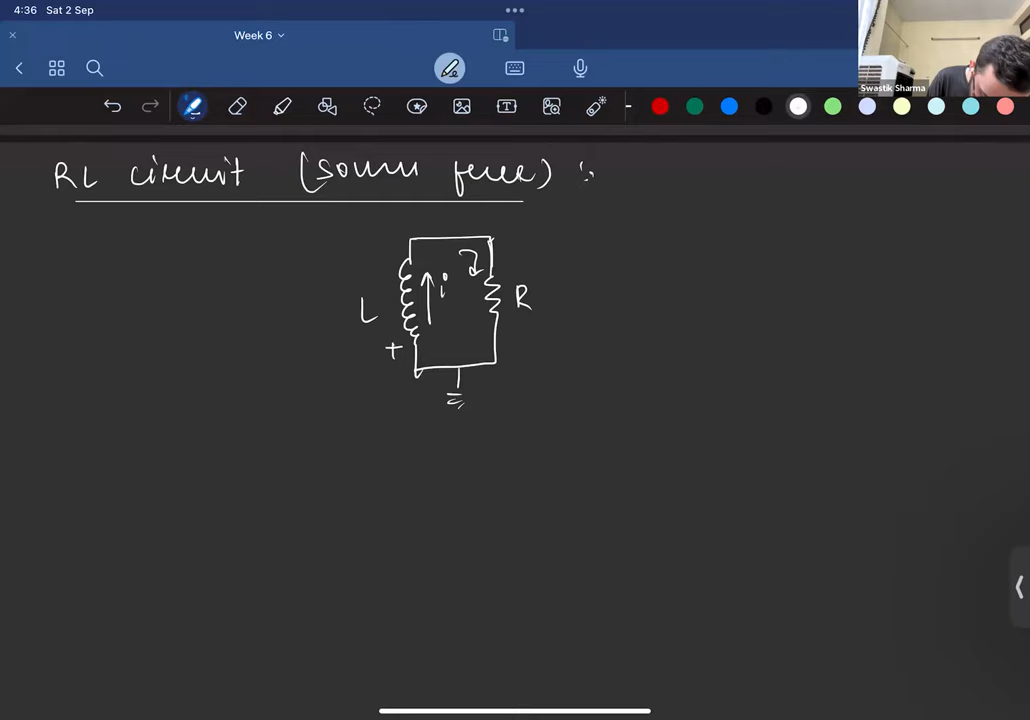 4:36 Sat 2 Sep
Week 6
Swastik Sharma
RL circuit (source free) :
i
L
R
+